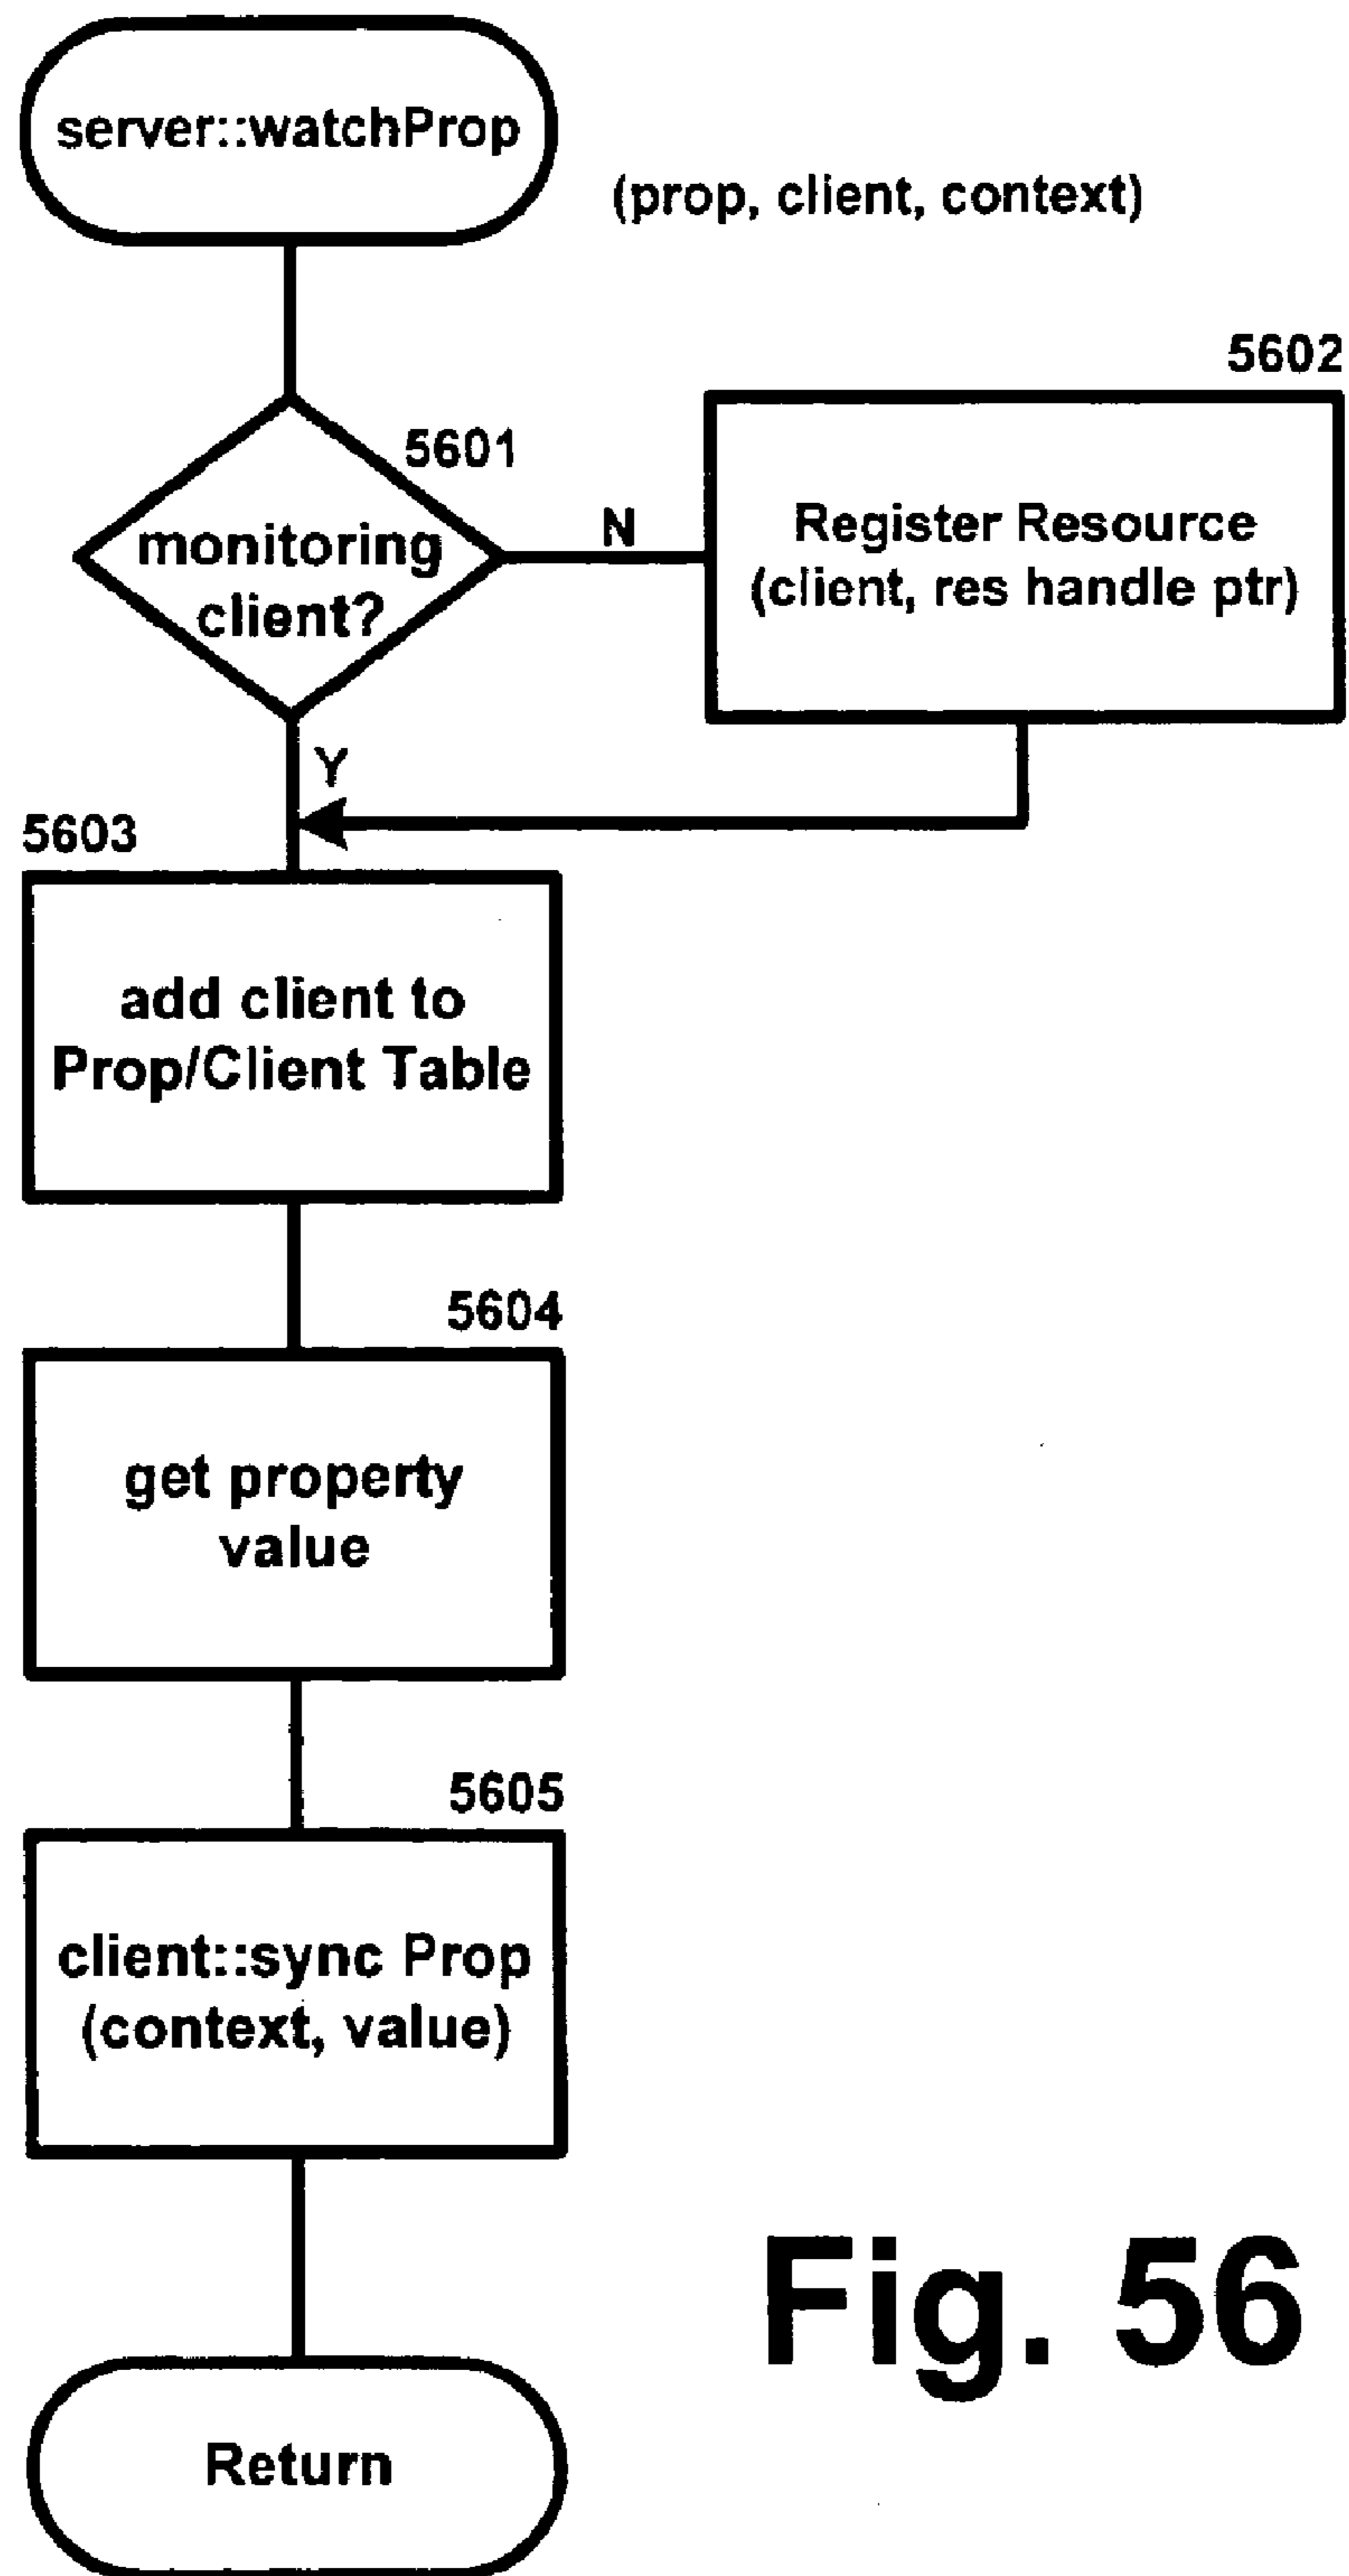 server::watchProp
(prop, client, context)
5602
5601
monitoring
client?
N
Register Resource
(client, res handle ptr)
Y
5603
add client to
Prop/Client Table
5604
get property
value
5605
client::sync Prop
(context, value)
Return
Fig. 56